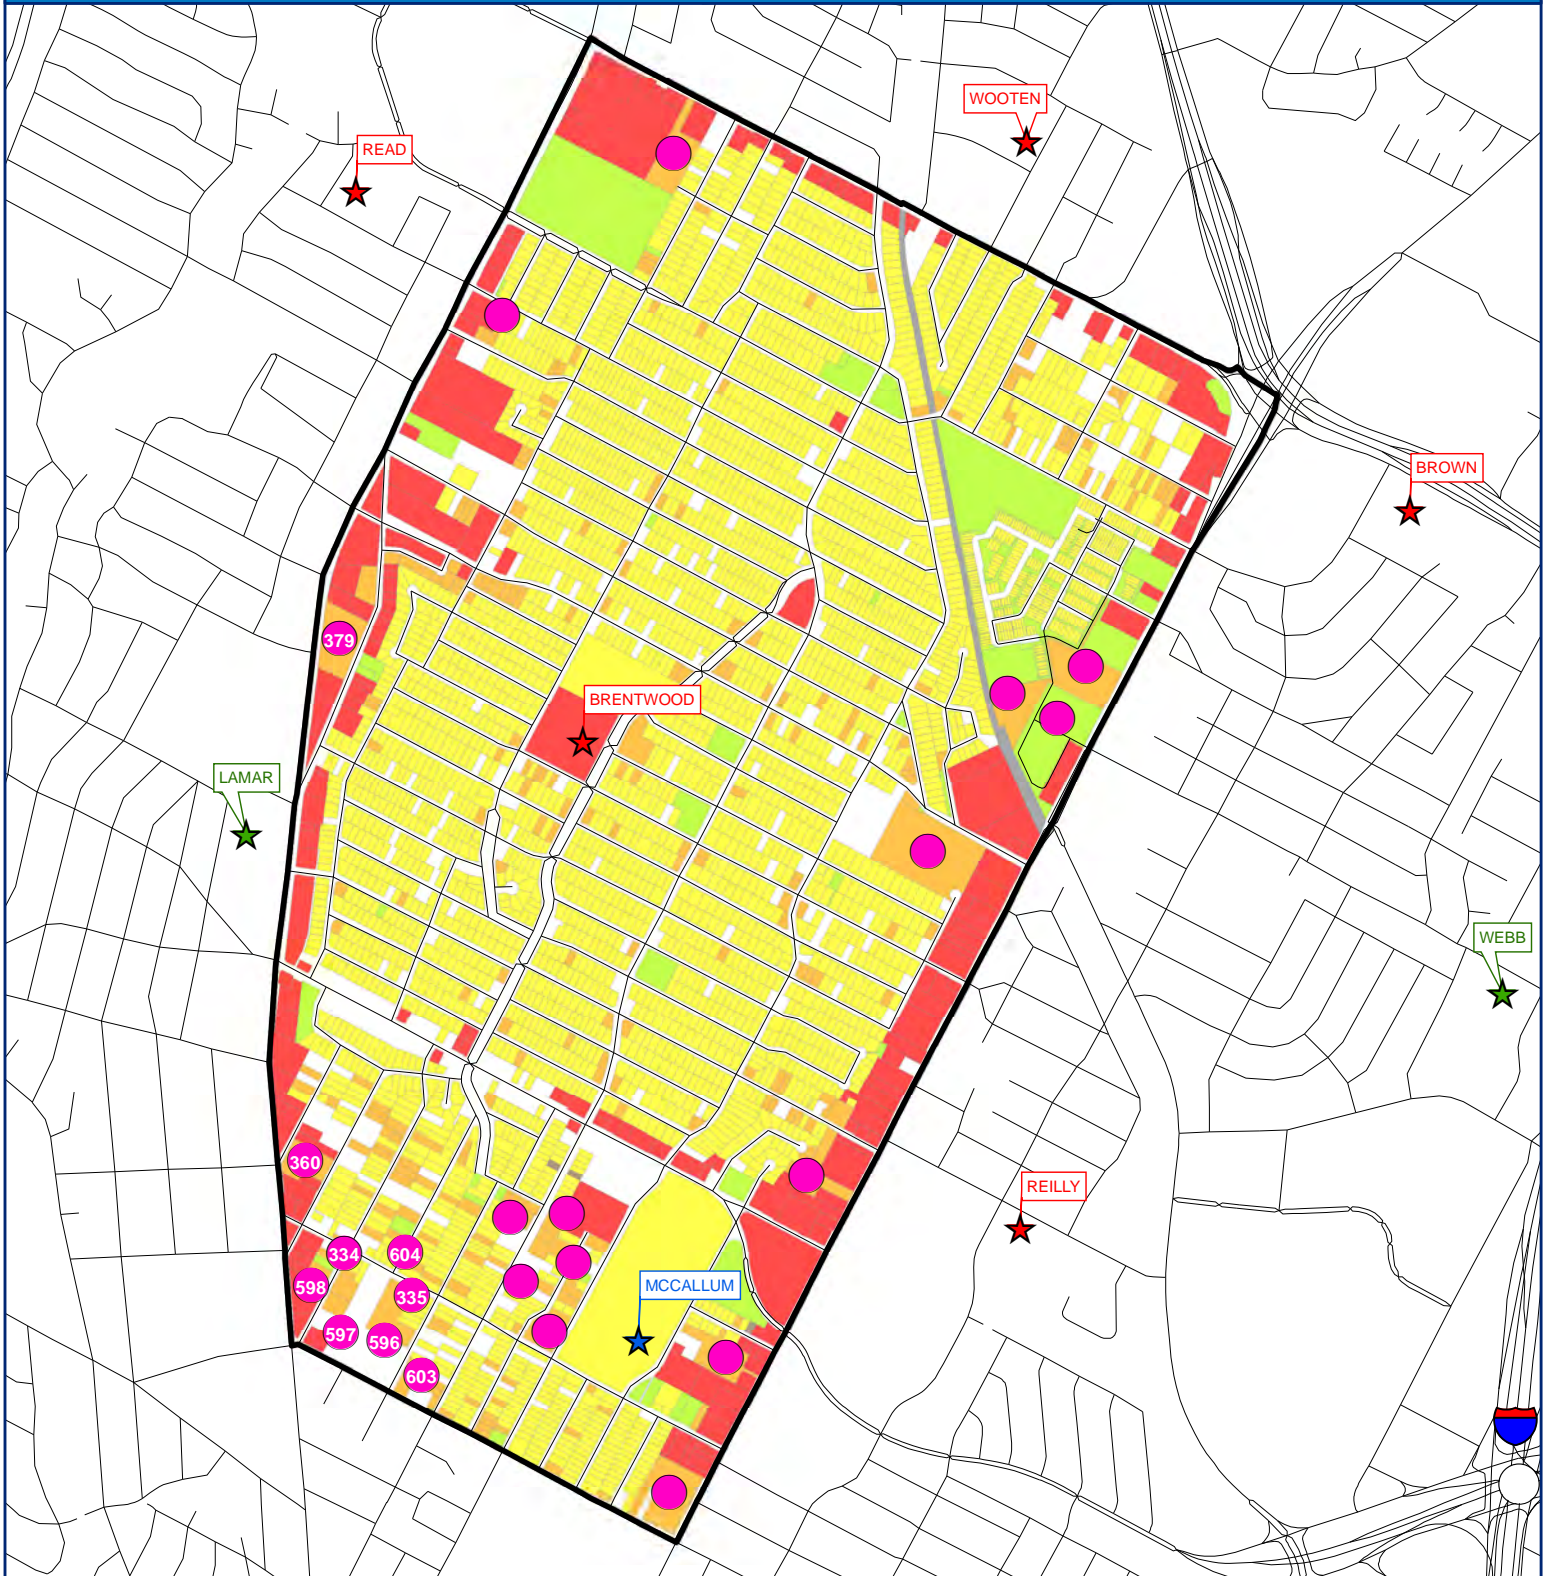 WOOTEN
READ
BROWN
379
BRENTWOOD
LAMAR
WEBB
360
REILLY
334
604
598
335
MCCALLUM
597
596
603